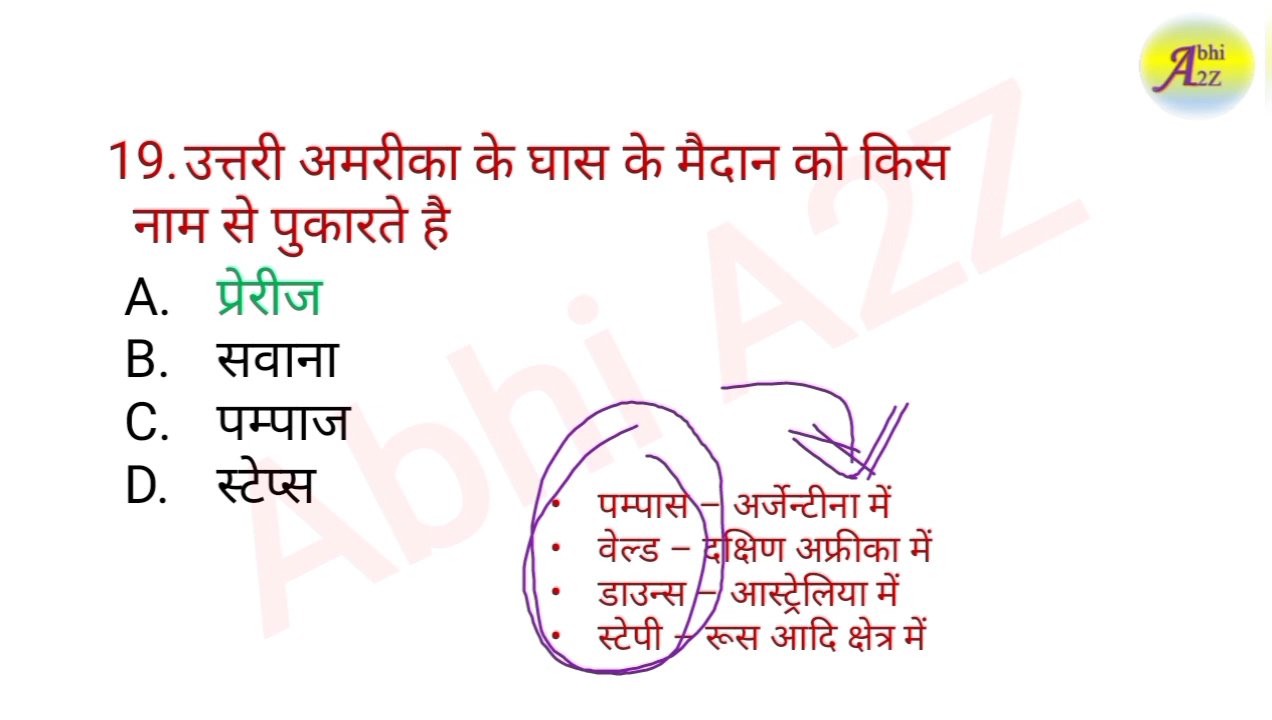 Abhi
A2Z
19. उत्तरी अमरीका के घास के मैदान को किस
नाम से पुकारते है
A. प्रेरीज
B. सवाना
C. पम्पाज
D. स्टेप्स
• पम्पास – अर्जेन्टीना में
• वेल्ड – दक्षिण अफ्रीका में
• डाउन्स – आस्ट्रेलिया में
• स्टेपी – रूस आदि क्षेत्र में
Abhi A2Z